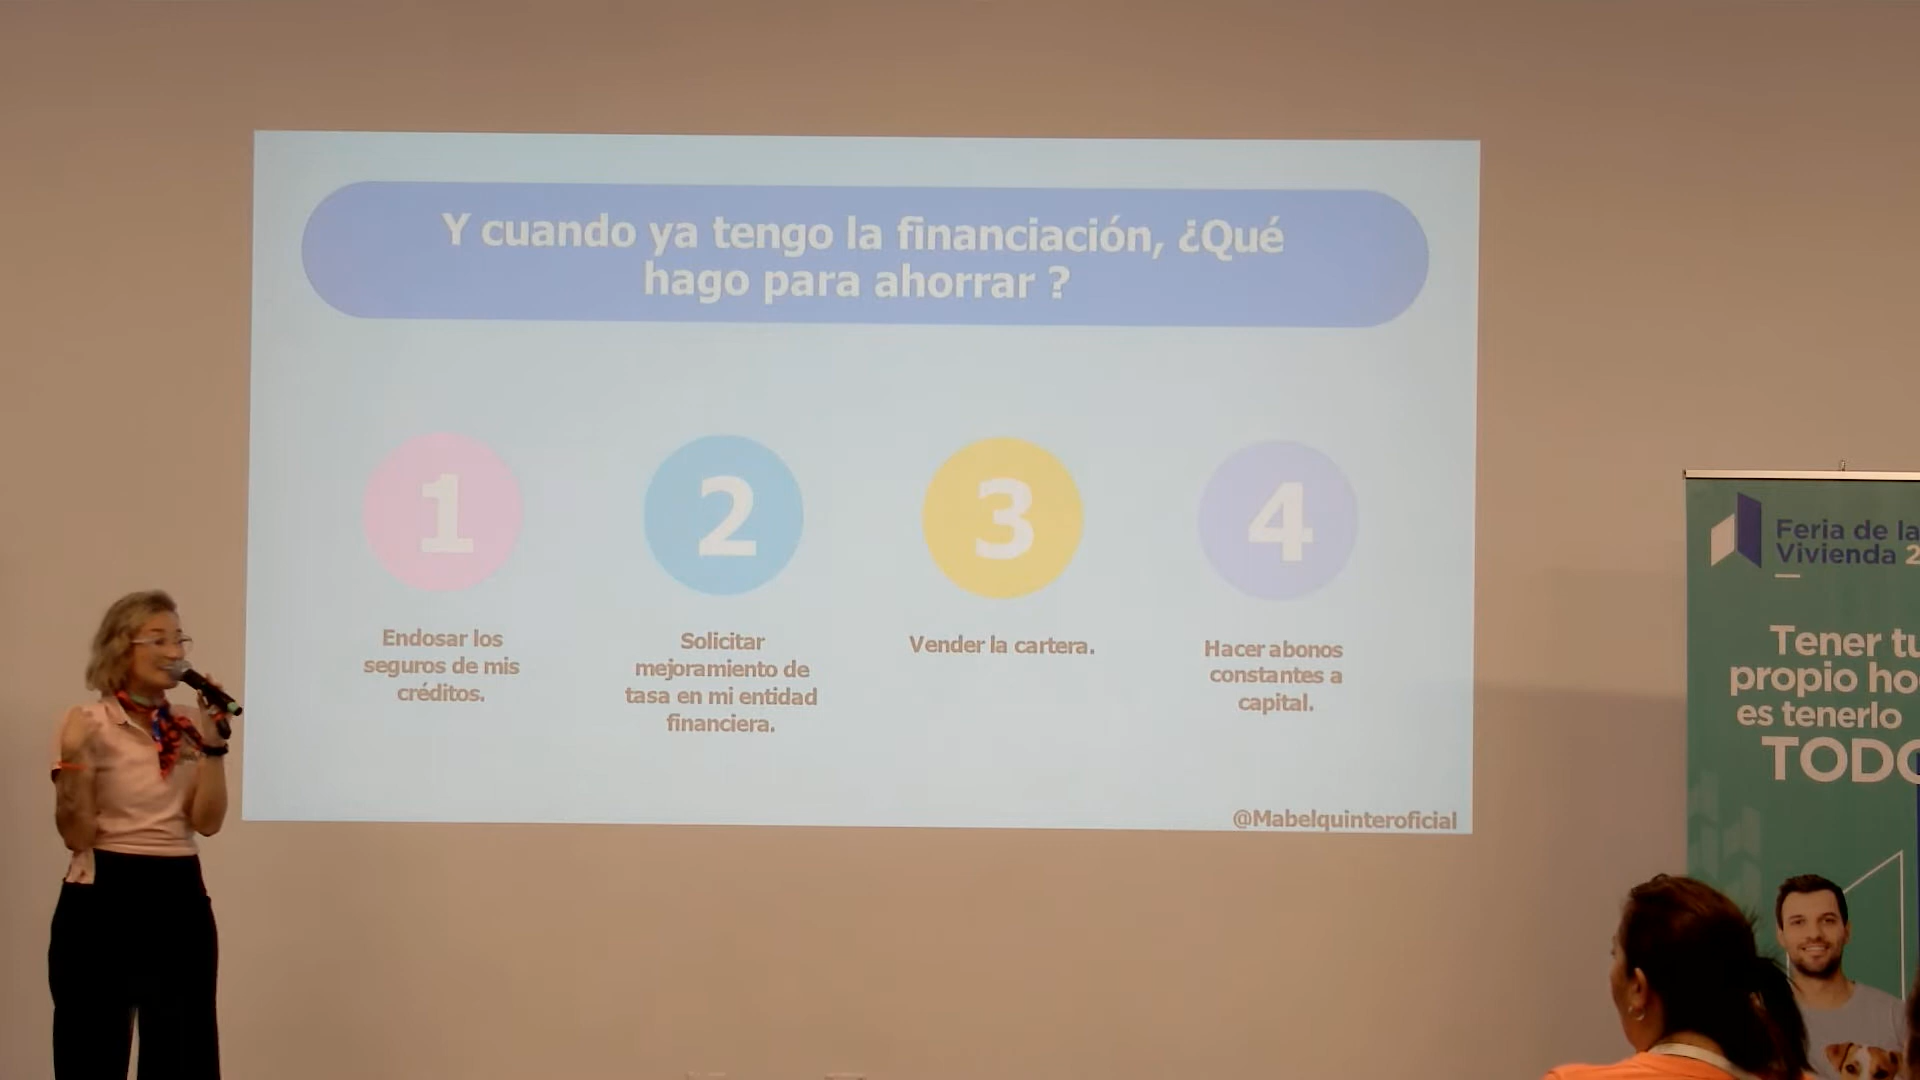 Y cuando ya tengo la financiación, ¿Qué
hago para ahorrar ?
1
Endosar los
seguros de mis
créditos.
2
Solicitar
mejoramiento de
tasa en mi entidad
financiera.
3
Vender la cartera.
4
Hacer abonos
constantes a
capital.
@Mabelquinteroficial
Feria de la
Vivienda 2
Tener tu
propio ho
es tenerlo
TODO